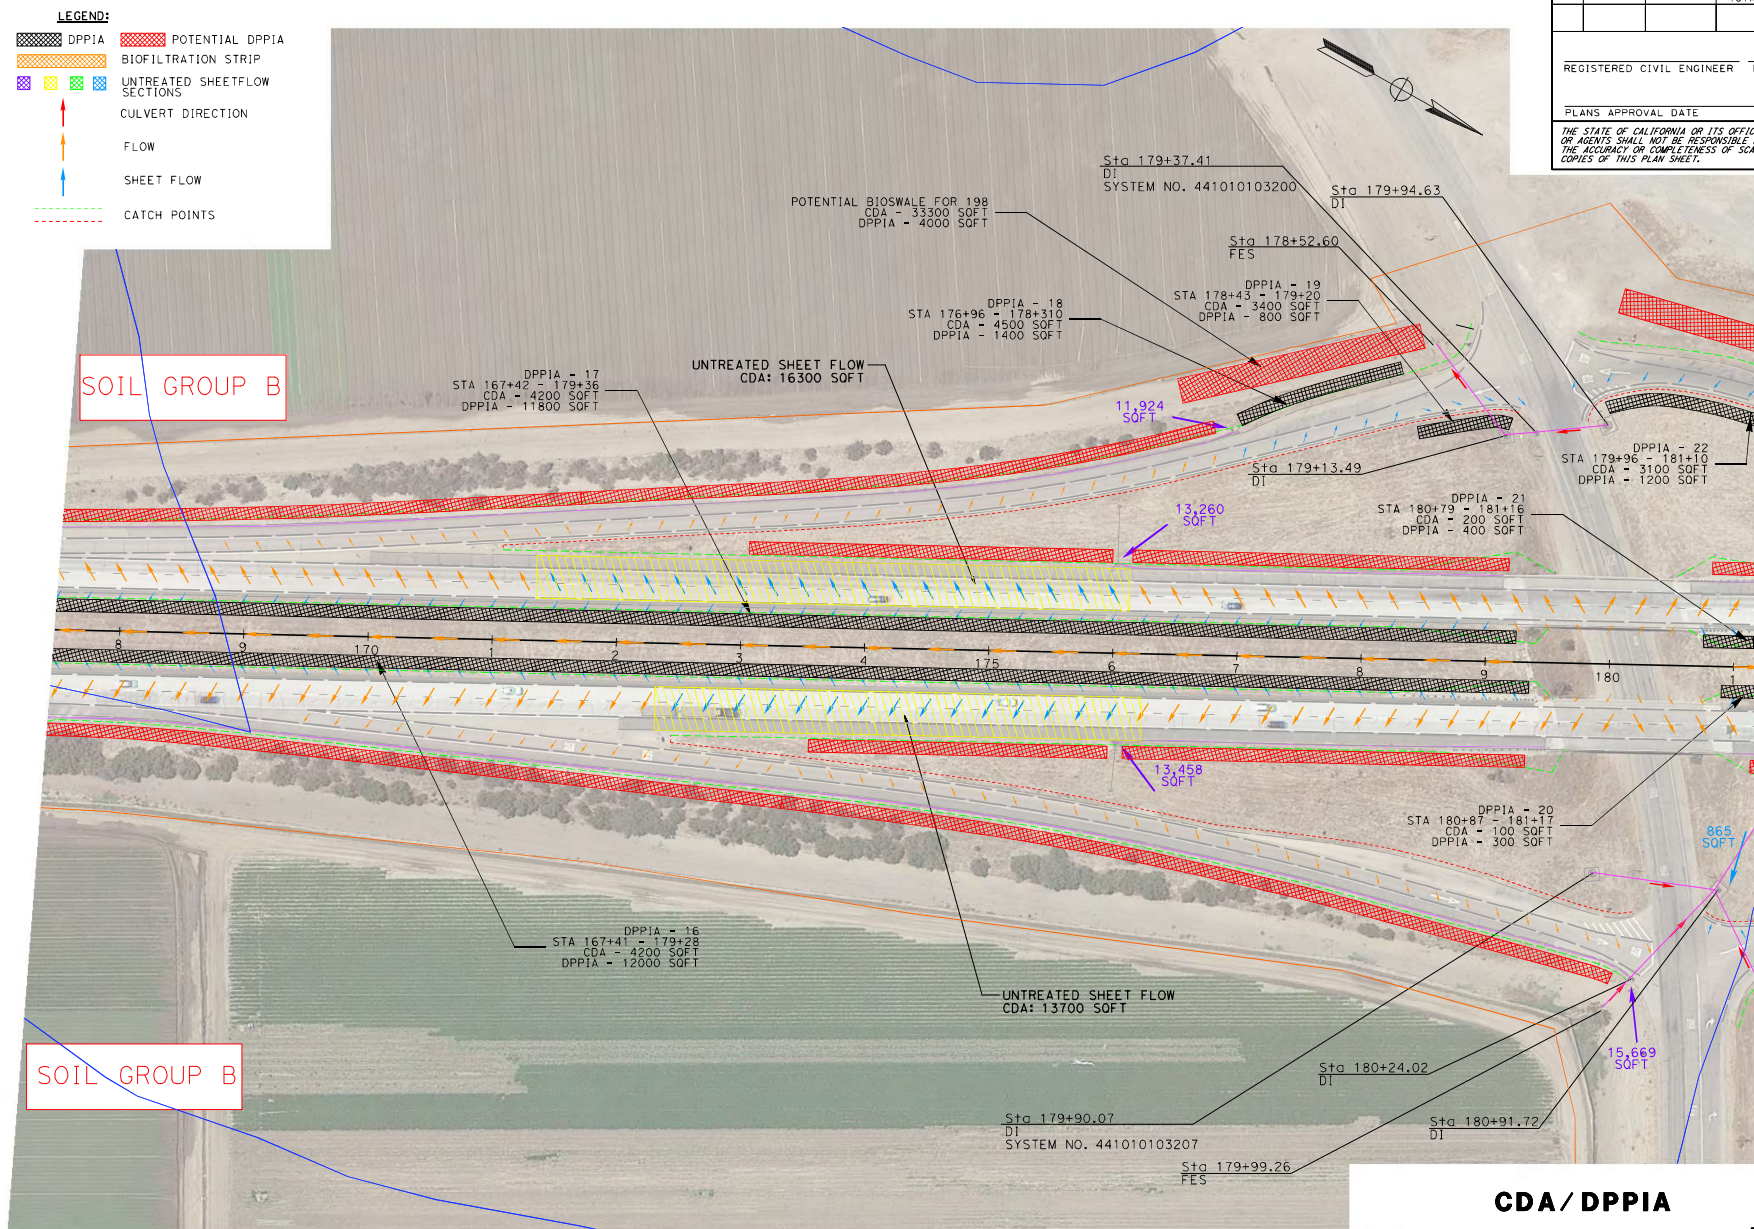 LEGEND:
DPPIA
POTENTIAL DPPIA
BIOFILTRATION STRIP
UNTREATED SHEETFLOW
SECTIONS
CULVERT DIRECTION
FLOW
SHEET FLOW
CATCH POINTS
REGISTERED CIVIL ENGINEER
PLANS APPROVAL DATE
THE STATE OF CALIFORNIA OR ITS OFFIC
OR AGENTS SHALL NOT BE RESPONSIBLE
THE ACCURACY OR COMPLETENESS OF SCA
COPIES OF THIS PLAN SHEET.
Sta 179+37.41
DI
SYSTEM NO. 441010103200
Sta 179+94.63
DI
POTENTIAL BIOSWALE FOR 198
CDA - 33300 SQFT
DPPIA - 4000 SQFT
Sta 178+52.60
FES
DPPIA - 19
STA 178+43 - 179+20
CDA - 3400 SQFT
DPPIA - 800 SQFT
DPPIA - 18
STA 176+96 - 178+310
CDA - 4500 SQFT
DPPIA - 1400 SQFT
UNTREATED SHEET FLOW
CDA: 16300 SQFT
DPPIA - 17
STA 167+42 - 179+36
CDA - 4200 SQFT
DPPIA - 11800 SQFT
SOIL GROUP B
11,924
SQFT
Sta 179+13.49
DI
DPPIA - 22
STA 179+96 - 181+10
CDA - 3100 SQFT
DPPIA - 1200 SQFT
DPPIA - 21
STA 180+79 - 181+16
CDA - 200 SQFT
DPPIA - 400 SQFT
13,260
SQFT
8 9 170 1 2 3 4 175 6 7 8 9 180 1
13,458
SQFT
DPPIA - 20
STA 180+87 - 181+17
CDA - 100 SQFT
DPPIA - 300 SQFT
865
SQFT
DPPIA - 16
STA 167+41 - 179+28
CDA - 4200 SQFT
DPPIA - 12000 SQFT
UNTREATED SHEET FLOW
CDA: 13700 SQFT
SOIL GROUP B
15,669
SQFT
Sta 180+24.02
DI
Sta 179+90.07
DI
SYSTEM NO. 441010103207
Sta 180+91.72
DI
Sta 179+99.26
FES
CDA/DPPIA